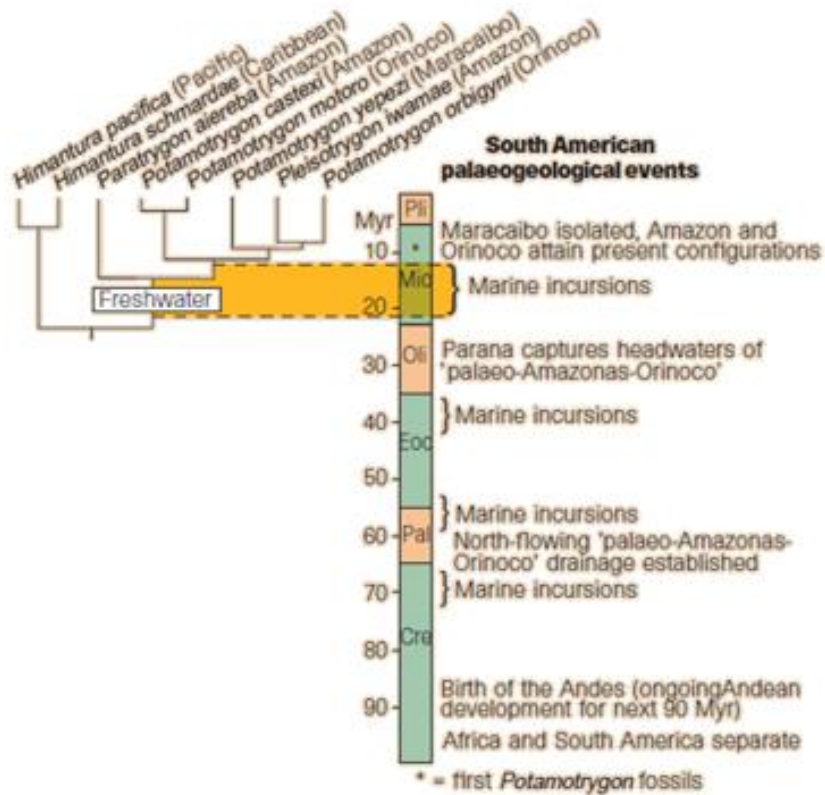 Himantura pacifica (Pacific)
Himantura schmardae (Caribbean)
Paratrygon aiereba (Amazon)
Potamotrygon castexi (Amazon)
Potamotrygon motoro (Orinoco)
Potamotrygon yepezi (Maracaibo)
Pleisotrygon iwamae (Amazon)
Potamotrygon orbigyni (Orinoco)
South American
palaeogeological events
Myr
Pli
Maracaibo isolated, Amazon and
Orinoco attain present configurations
10
*
Mio
Marine incursions
Freshwater
20
Oli
30
Parana captures headwaters of
'palaeo-Amazonas-Orinoco'
40
Marine incursions
Eoc
50
Marine incursions
60
Pal
North-flowing 'palaeo-Amazonas-
Orinoco' drainage established
70
Marine incursions
Cre
80
90
Birth of the Andes (ongoingAndean
development for next 90 Myr)
Africa and South America separate
* = first Potamotrygon fossils